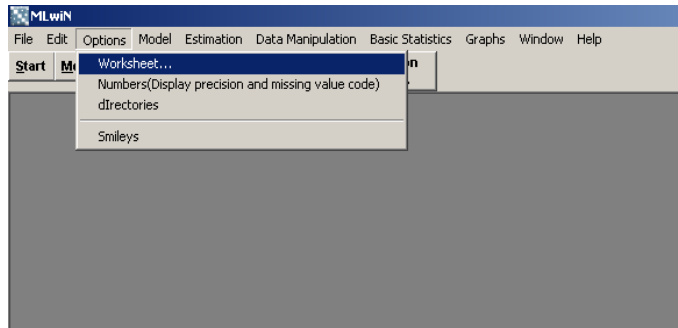 MLwiN
File Edit Options Model Estimation Data Manipulation Basic Statistics Graphs Window Help
Start
Worksheet...
Numbers(Display precision and missing value code)
dIrectories
Smileys